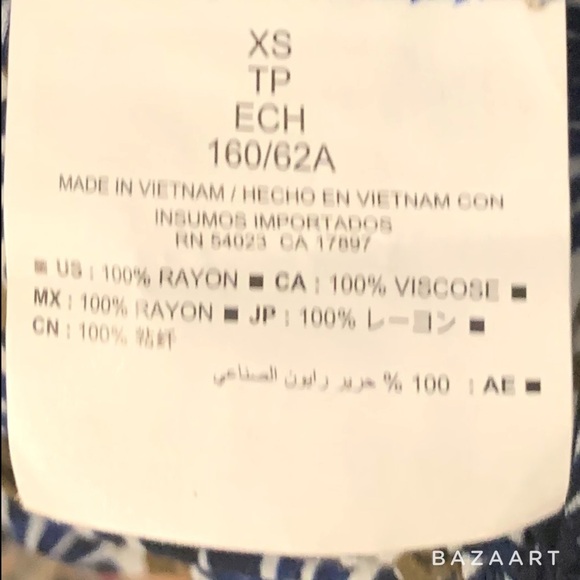 XS
TP
ECH
160/62A
MADE IN VIETNAM / HECHO EN VIETNAM CON
INSUMOS IMPORTADOS
RN 54023 CA 17897
■ US : 100% RAYON ■ CA : 100% VISCOSE ■
MX : 100% RAYON ■ JP : 100% レーヨン ■
CN : 100% 粘纤
■ AE : 100 % حرير رايون الصناعي
BAZAART